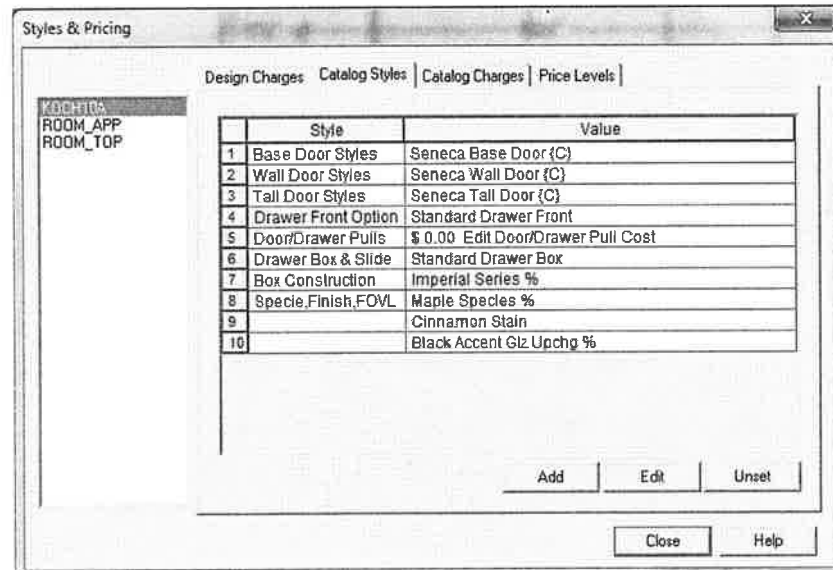 Styles & Pricing
Design Charges Catalog Styles Catalog Charges Price Levels
KOCH10A
ROOM_APP
ROOM_TOP
Style Value
1 Base Door Styles Seneca Base Door {C}
2 Wall Door Styles Seneca Wall Door {C}
3 Tall Door Styles Seneca Tall Door {C}
4 Drawer Front Option Standard Drawer Front
5 Door/Drawer Pulls $ 0.00 Edit Door/Drawer Pull Cost
6 Drawer Box & Slide Standard Drawer Box
7 Box Construction Imperial Series %
8 Specie,Finish,FOVL Maple Species %
9 Cinnamon Stain
10 Black Accent Glz Upchg %
Add Edit Unset
Close Help